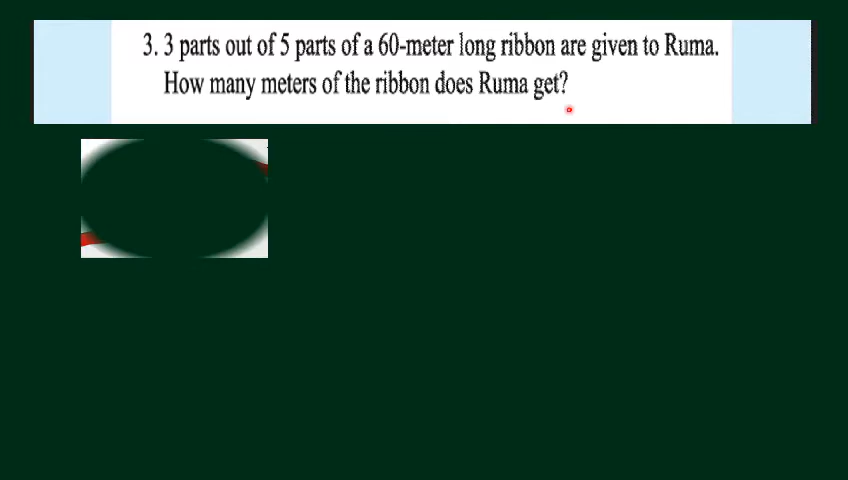 3. 3 parts out of 5 parts of a 60-meter long ribbon are given to Ruma.
How many meters of the ribbon does Ruma get?